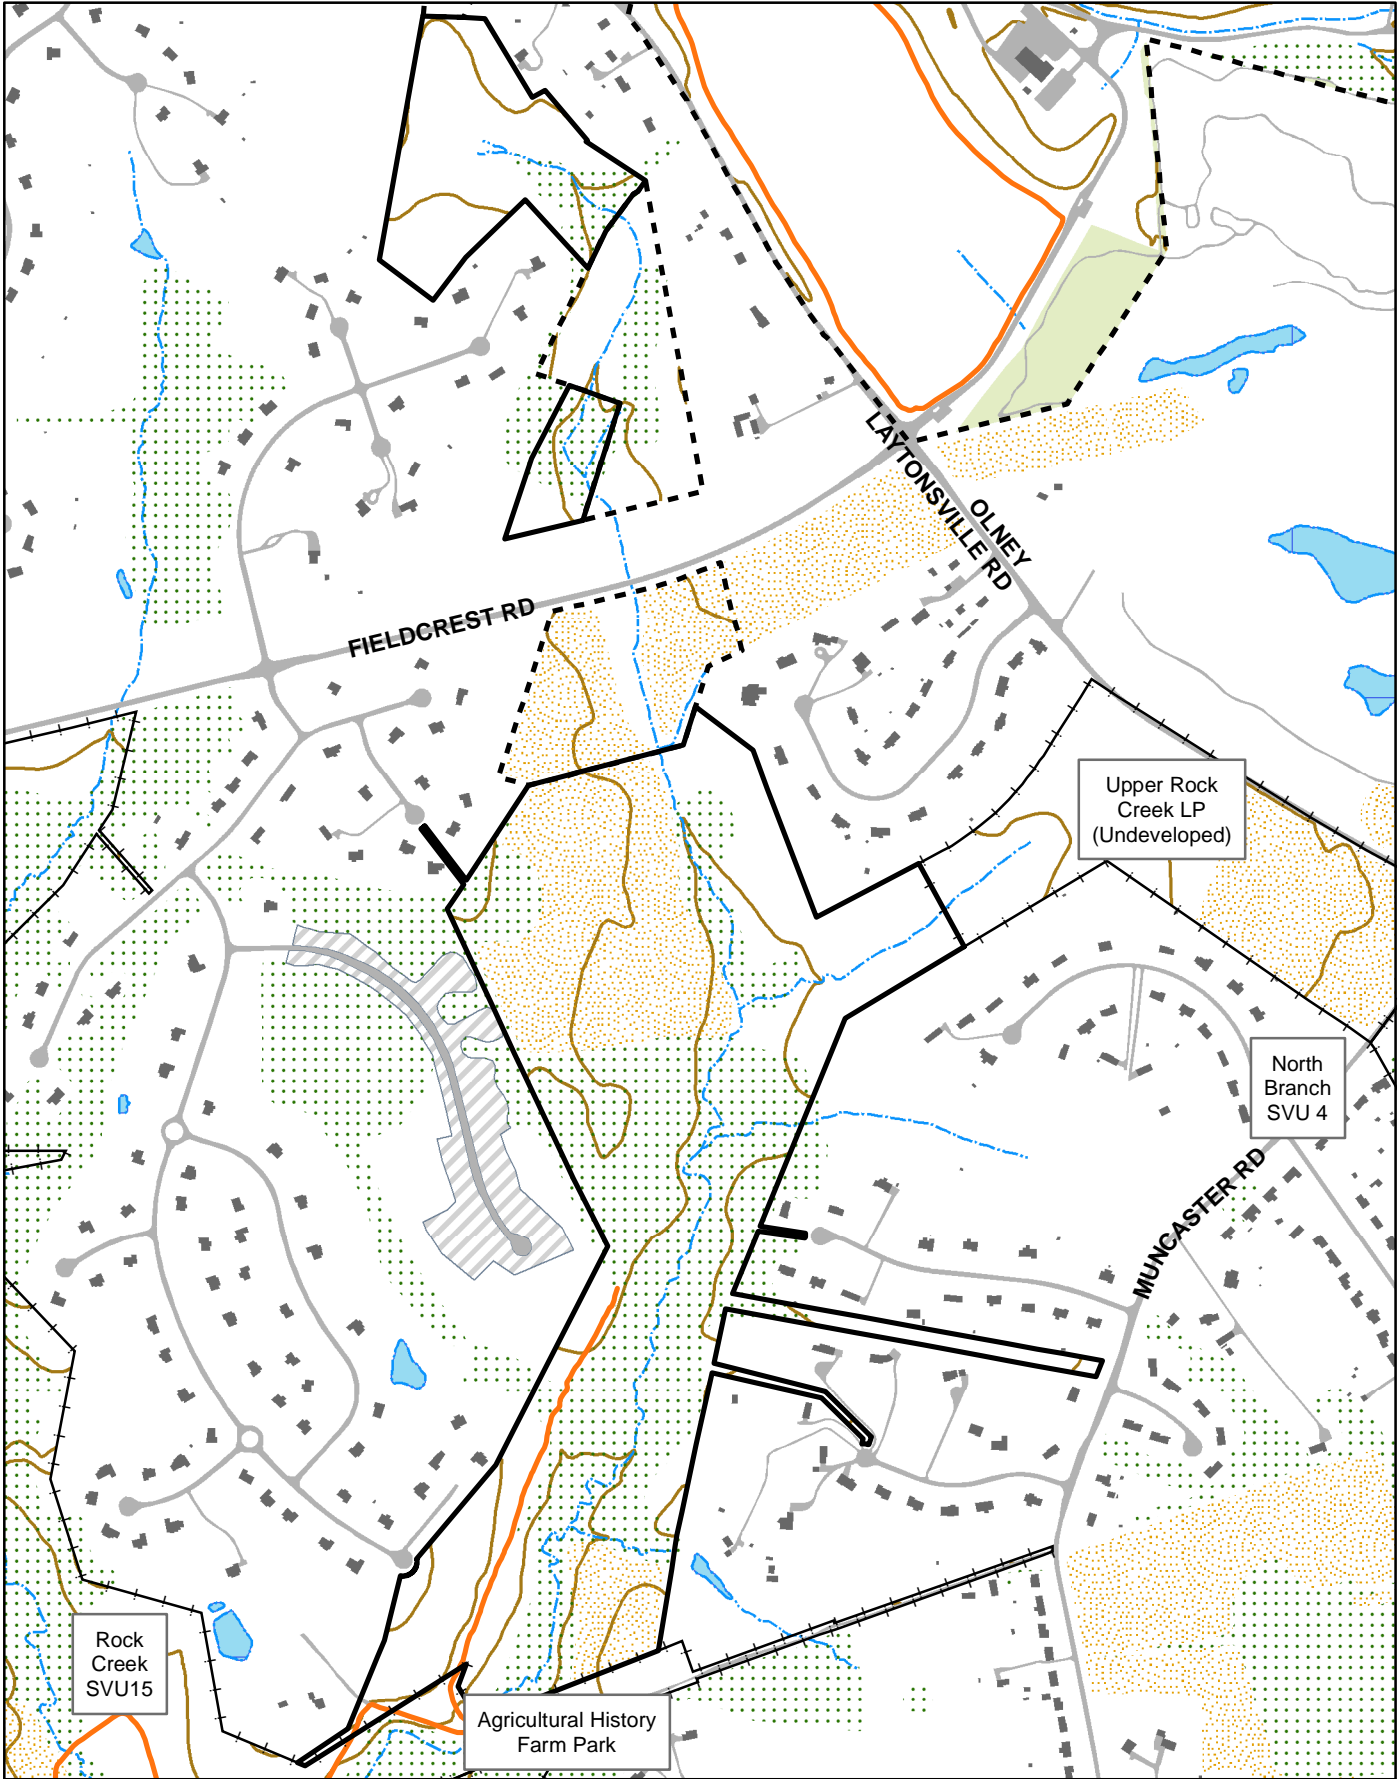 LAYTONSVILLE RD
OLNEY
FIELDCREST RD
Upper Rock
Creek LP
(Undeveloped)
North
Branch
SVU 4
MUNCASTER RD
Rock
Creek
SVU15
Agricultural History
Farm Park